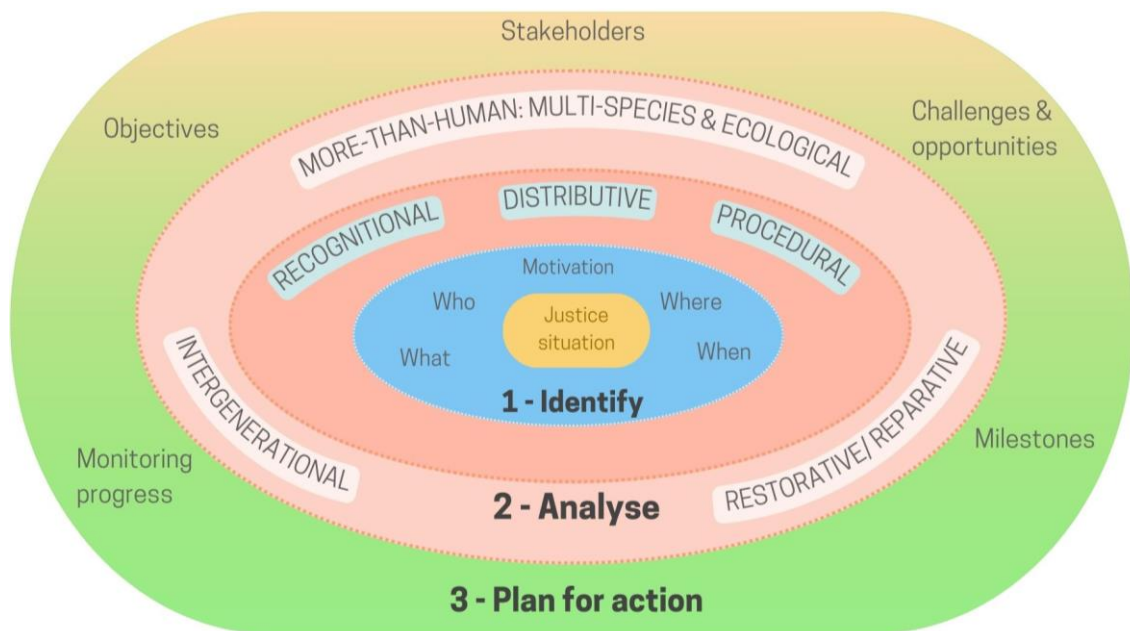 Stakeholders
Objectives
Challenges &
opportunities
MORE-THAN-HUMAN: MULTI-SPECIES & ECOLOGICAL
RECOGNITIONAL
DISTRIBUTIVE
PROCEDURAL
Motivation
Who
Where
Justice
situation
What
When
1 - Identify
INTERGENERATIONAL
RESTORATIVE/ REPARATIVE
Monitoring
progress
Milestones
2 - Analyse
3 - Plan for action